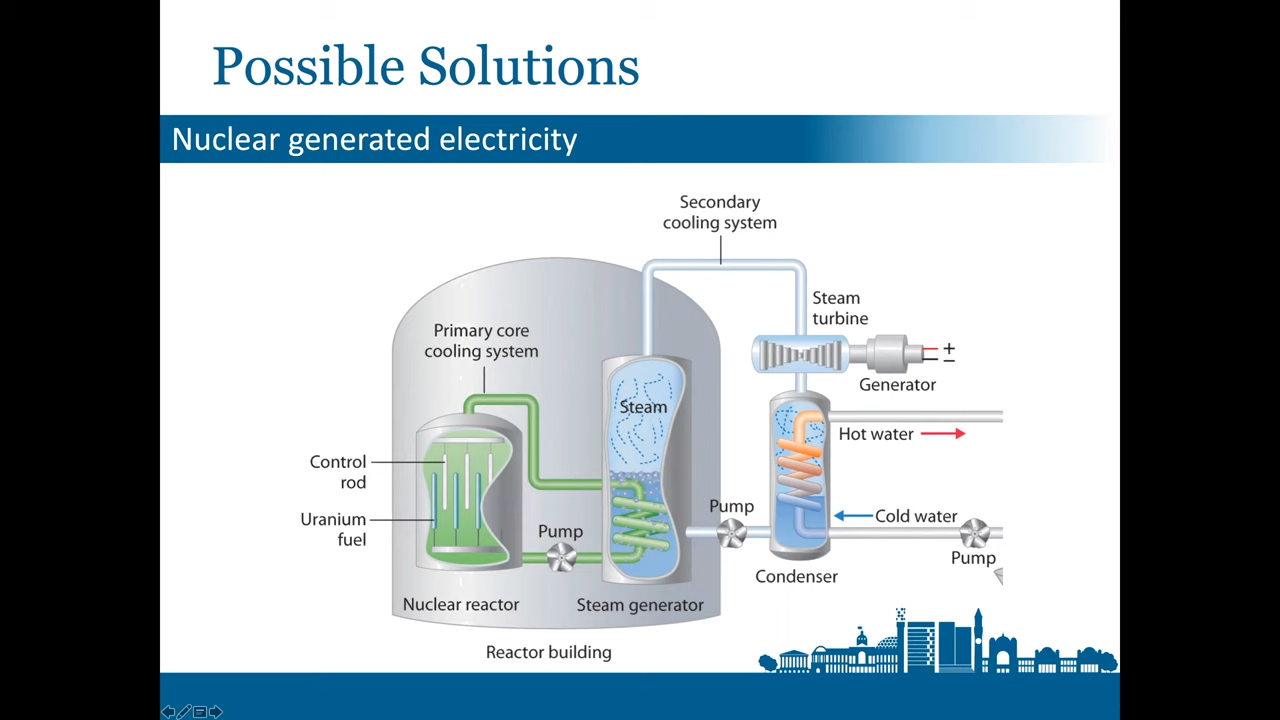 Possible Solutions
Nuclear generated electricity
Secondary
cooling system
Steam
turbine
Primary core
cooling system
+
−
Generator
Steam
Hot water
Control
rod
Pump
Cold water
Uranium
fuel
Pump
Pump
Condenser
Nuclear reactor
Steam generator
Reactor building